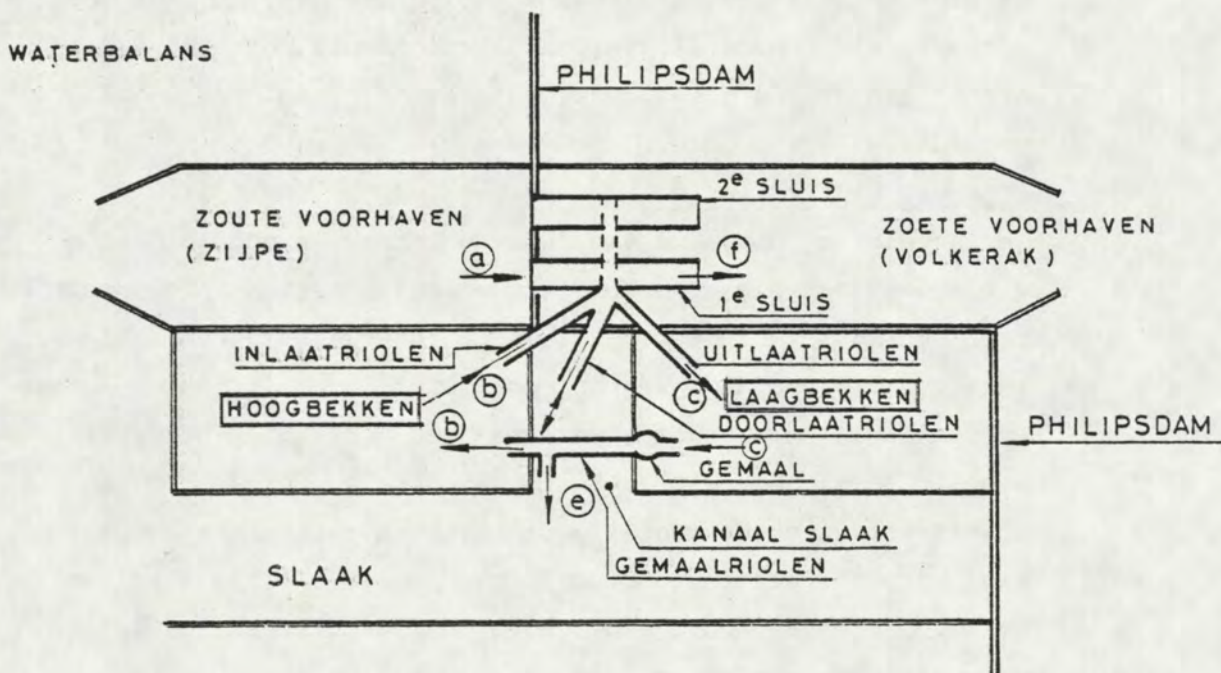 WATERBALANS
PHILIPSDAM
2e SLUIS
ZOUTE VOORHAVEN
(ZIJPE)
ZOETE VOORHAVEN
(VOLKERAK)
a
f
1e SLUIS
INLAATRIOLEN
UITLAATRIOLEN
HOOGBEKKEN
b
c
LAAGBEKKEN
DOORLAATRIOLEN
b
c
PHILIPSDAM
GEMAAL
e
KANAAL SLAAK
GEMAALRIOLEN
SLAAK